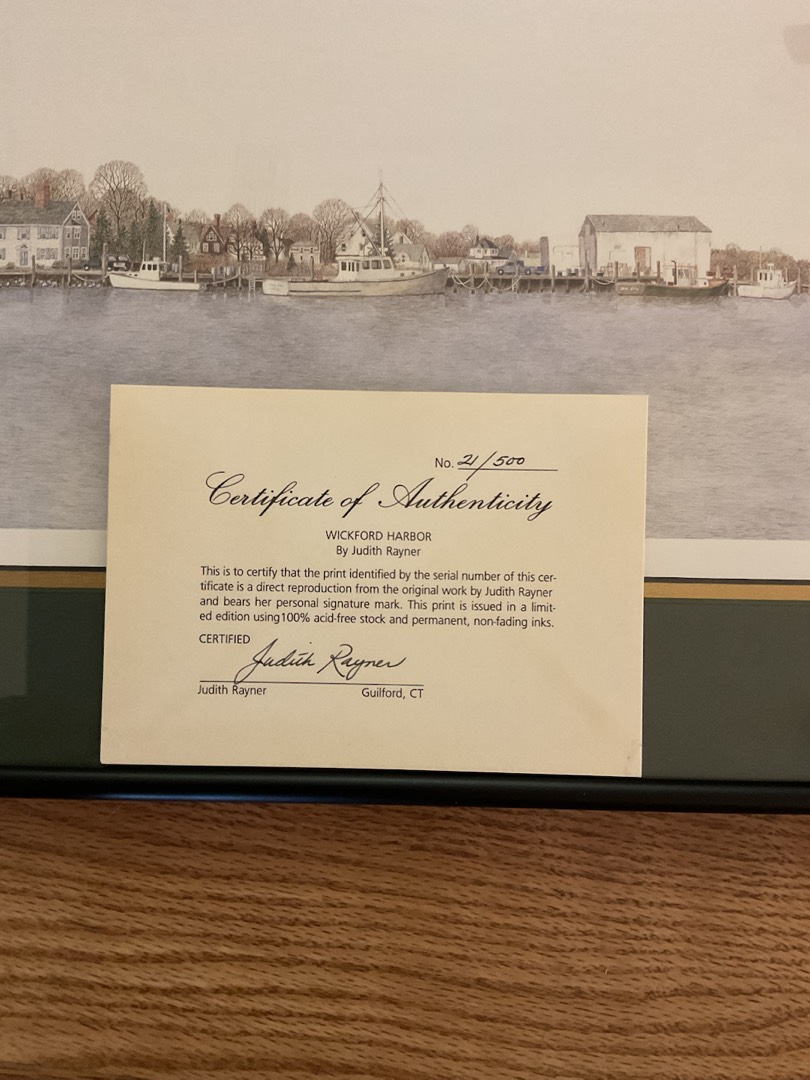 No. 21/500
Certificate of Authenticity
WICKFORD HARBOR
By Judith Rayner
This is to certify that the print identified by the serial number of this cer-
tificate is a direct reproduction from the original work by Judith Rayner
and bears her personal signature mark. This print is issued in a limit-
ed edition using100% acid-free stock and permanent, non-fading inks.
CERTIFIED Judith Rayner
Judith Rayner Guilford, CT